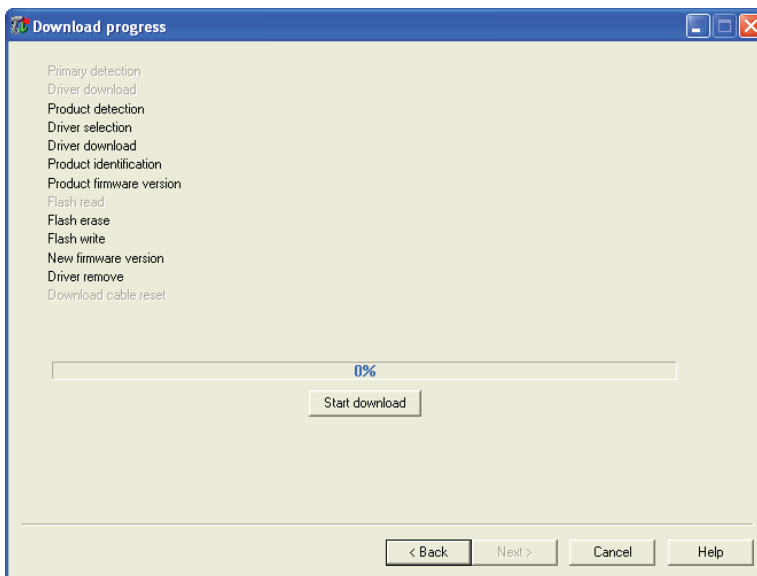 Download progress
Primary detection
Driver download
Product detection
Driver selection
Driver download
Product identification
Product firmware version
Flash read
Flash erase
Flash write
New firmware version
Driver remove
Download cable reset
0%
Start download
< Back Next > Cancel Help